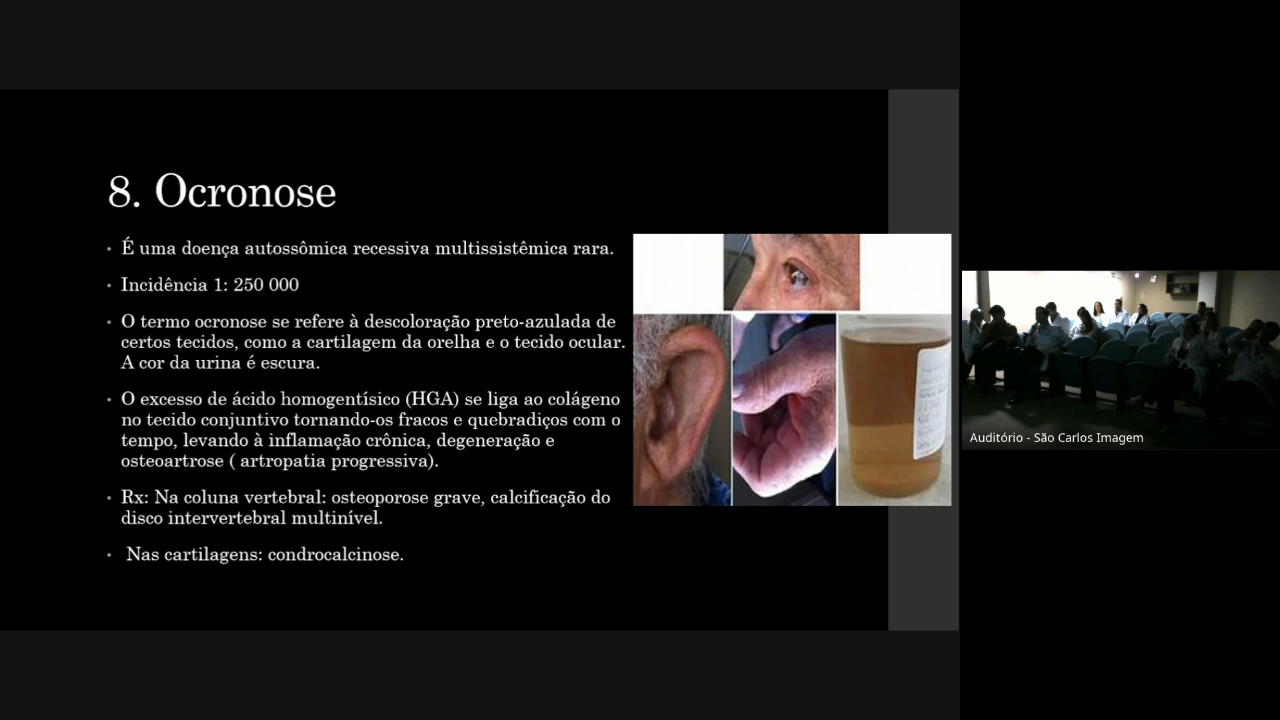 8. Ocronose
• É uma doença autossômica recessiva multissistêmica rara.
• Incidência 1: 250 000
• O termo ocronose se refere à descoloração preto-azulada de
certos tecidos, como a cartilagem da orelha e o tecido ocular.
A cor da urina é escura.
• O excesso de ácido homogentísico (HGA) se liga ao colágeno
no tecido conjuntivo tornando-os fracos e quebradiços com o
tempo, levando à inflamação crônica, degeneração e
osteoartrose ( artropatia progressiva).
• Rx: Na coluna vertebral: osteoporose grave, calcificação do
disco intervertebral multinível.
• Nas cartilagens: condrocalcinose.
Auditório - São Carlos Imagem